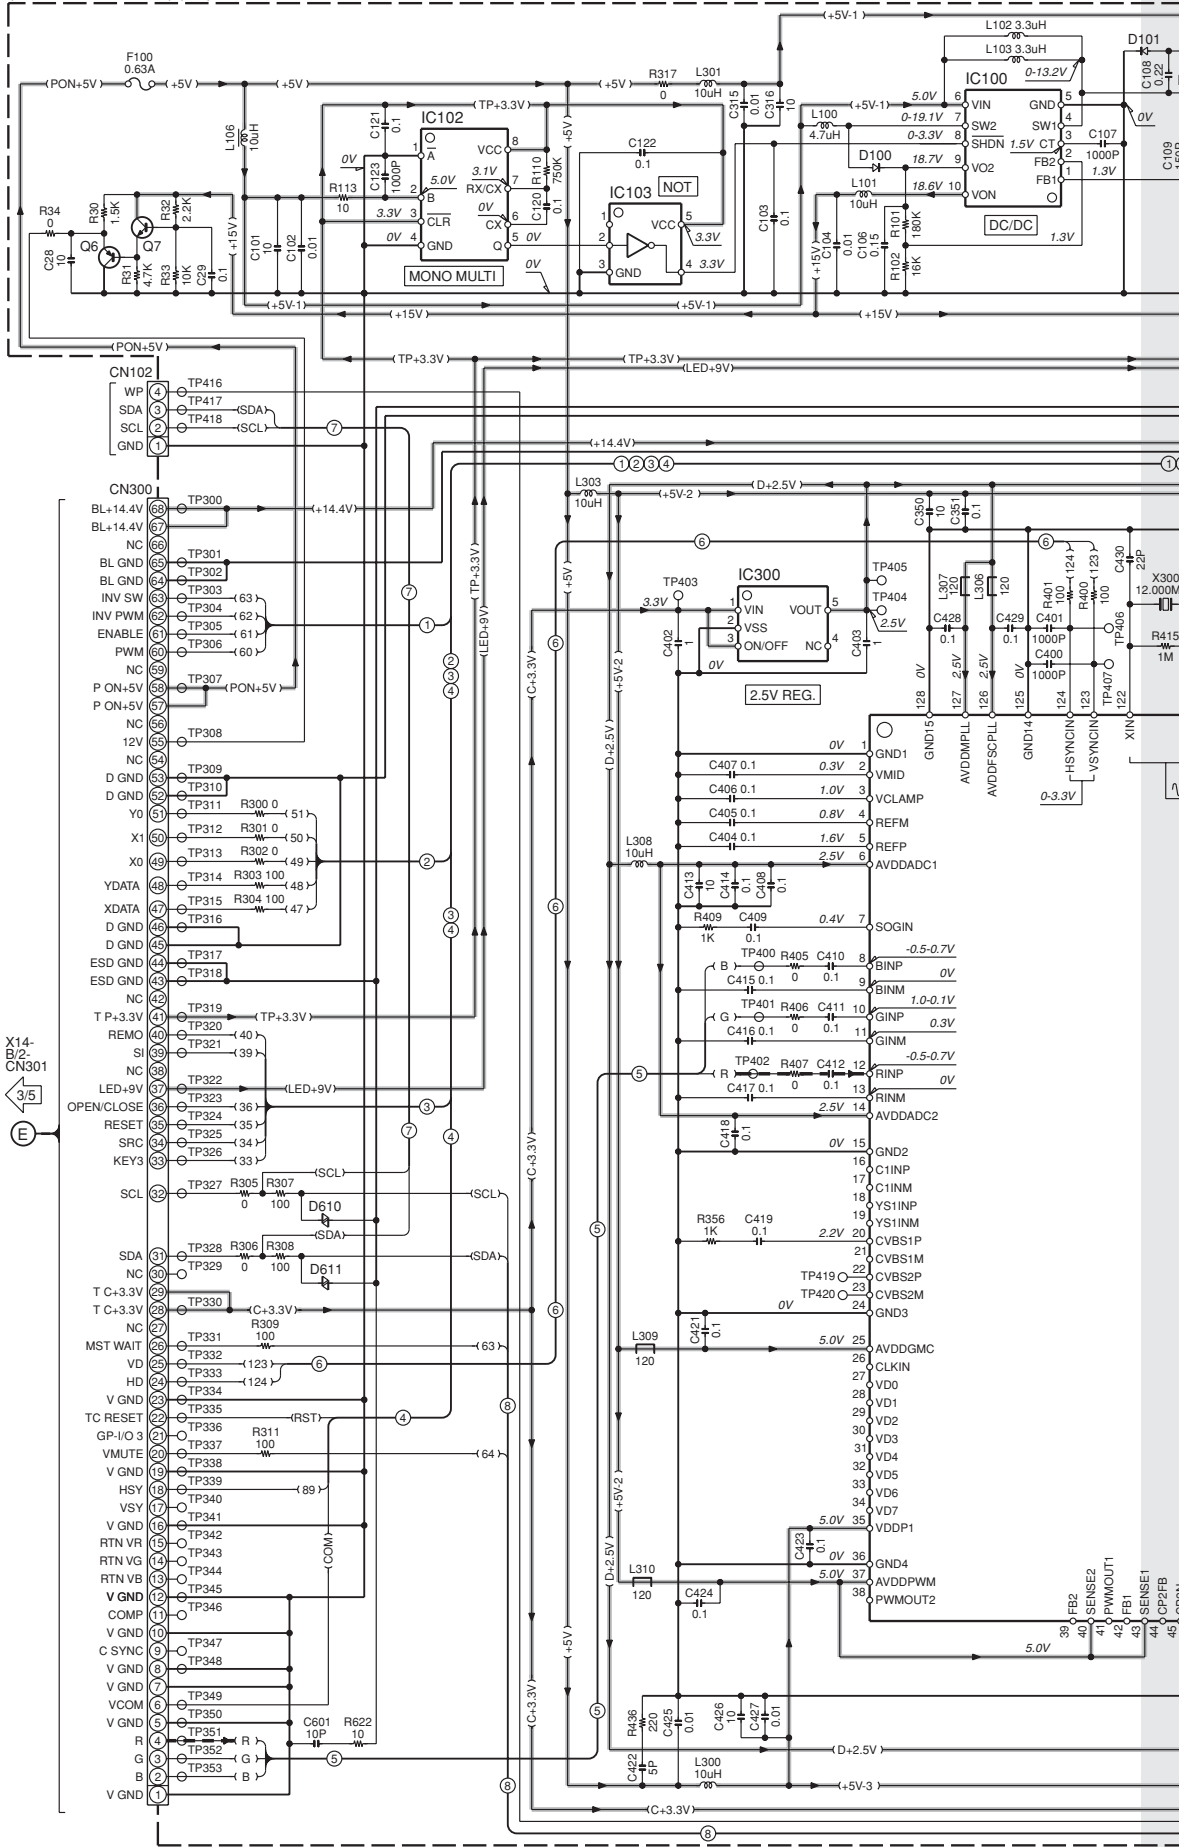 (+5V-1)
L102 3.3uH
L103 3.3uH
D101
C108
0.22
F100
0.63A
(PON+5V)
(+5V)
(+5V)
(+5V)
R317
0
L301
10uH
C315
0.01
C316
10
IC100
0-13.2V
(+5V-1)
5.0V
6
VIN
GND
5
0V
0-19.1V
7
SW2
SW1
4
0-3.3V
8
SHDN
1.5V
CT
3
C107
1000P
FB2
2
18.7V
9
VO2
FB1
1
1.3V
18.6V
10
VON
DC/DC
L100
4.7uH
D100
L101
10uH
C109
R101
180K
R102
16K
1.3V
C103
0.1
C104
0.01
C106
0.15
(+15V)
L106
10uH
C121
0.1
(TP+3.3V)
IC102
0V
1
A
VCC
8
C123
1000P
5.0V
3.1V
7
RX/CX
2
B
0V
6
CX
3.3V
3
CLR
0V
4
GND
Q
5
0V
MONO MULTI
R110
750K
C120
0.1
R113
10
C122
0.1
IC103
NOT
1
VCC
5
3.3V
2
3
GND
4
3.3V
0V
+5V
R34
0
C28
10
R30
1.5K
Q6
Q7
R32
2.2K
R31
4.7K
R33
10K
C29
0.1
(+15V)
C101
10
C102
0.01
(+5V-1)
(+5V-1)
(+15V)
(+15V)
(PON+5V)
(TP+3.3V)
(TP+3.3V)
(LED+9V)
CN102
WP 4 TP416
SDA 3 TP417 (SDA)
SCL 2 TP418 (SCL) 7
GND 1
(+14.4V)
1 2 3 4
1
CN300
BL+14.4V 68 TP300 (+14.4V)
BL+14.4V 67
NC 66
BL GND 65 TP301
BL GND 64 TP302
INV SW 63 TP303 (63)
INV PWM 62 TP304 (62)
ENABLE 61 TP305 (61) 1
PWM 60 TP306 (60)
NC 59
P ON+5V 58 TP307 (PON+5V)
P ON+5V 57
NC 56
12V 55 TP308
NC 54
D GND 53 TP309
D GND 52 TP310
Y0 51 TP311 R300 0 (51)
X1 50 TP312 R301 0 (50)
X0 49 TP313 R302 0 (49) 2
YDATA 48 TP314 R303 100 (48)
XDATA 47 TP315 R304 100 (47)
D GND 46 TP316
D GND 45
ESD GND 44 TP317
ESD GND 43 TP318
NC 42
T P+3.3V 41 TP319 (TP+3.3V)
REMO 40 TP320 (40)
SI 39 TP321 (39)
NC 38
LED+9V 37 TP322 (LED+9V)
OPEN/CLOSE 36 TP323 (36) 3
RESET 35 TP324 (35)
SRC 34 TP325 (34)
KEY3 33 TP326 (33)
(SCL)
SCL 32 TP327 R305 0 R307 100 (SCL)
D610
(SDA)
SDA 31 TP328 R306 0 R308 100 (SDA)
NC 30 TP329
D611
T C+3.3V 29
T C+3.3V 28 TP330 (C+3.3V)
NC 27
MST WAIT 26 TP331 R309 100 (63)
VD 25 TP332 (123) 6
HD 24 TP333 (124)
V GND 23 TP334
TC RESET 22 TP335 (RST) 4
GP-I/O 3 21 TP336
VMUTE 20 TP337 R311 100 (64)
V GND 19 TP338
HSY 18 TP339 (89)
VSY 17 TP340
V GND 16 TP341
RTN VR 15 TP342
RTN VG 14 TP343
RTN VB 13 TP344
V GND 12 TP345
COMP 11 TP346
V GND 10
C SYNC 9 TP347
V GND 8 TP348
V GND 7
VCOM 6 TP349
V GND 5 TP350
R 4 TP351 (R)
G 3 TP352 (G) 5
B 2 TP353 (B)
V GND 1
C601
10P
R622
10
(COM)
X14-
B/2-
CN301
3/5
E
7
7
2
3
4
3
4
4
TP+3.3V
(LED+9V)
(C+3.3V)
(C+3.3V)
(C+3.3V)
+5V
+5V
6
6
6
5
5
8
8
8
L303
10uH
(D+2.5V)
(+5V-2)
6
6
TP403
TP405
TP404
IC300
3.3V
1
VIN
VOUT
5
2.5V
2
VSS
3
ON/OFF
NC
4
0V
2.5V REG.
C402
1
C403
1
(+5V-2)
(D+2.5V)
C350
10
C351
0.1
L307
120
L306
120
C428
0.1
C429
0.1
C401
1000P
C400
1000P
R401
100
R400
100
(124)
(123)
C430
22P
X300
12.000M
R415
1M
TP406
TP407
0V
2.5V
2.5V
0V
128
127
126
125
124
123
122
GND15
AVDDMPLL
AVDDFSCPLL
GND14
HSYNCIN
VSYNCIN
XIN
0-3.3V
0V 1 GND1
C407 0.1 0.3V 2 VMID
C406 0.1 1.0V 3 VCLAMP
C405 0.1 0.8V 4 REFM
C404 0.1 1.6V 5 REFP
L308
10uH
2.5V 6 AVDDADC1
C413
10
C414
0.1
C408
0.1
R409
1K
C409
0.1
0.4V 7 SOGIN
(B) TP400 R405 0 C410 0.1 8 BINP -0.5-0.7V
C415 0.1 9 BINM 0V
(G) TP401 R406 0 C411 0.1 10 GINP 1.0-0.1V
C416 0.1 11 GINM 0.3V
5 (R) TP402 R407 0 C412 0.1 12 RINP -0.5-0.7V
C417 0.1 13 RINM 0V
2.5V 14 AVDDADC2
C418
0.1
0V 15 GND2
16 C1INP
17 C1INM
18 YS1INP
19 YS1INM
R356
1K
C419
0.1
2.2V 20 CVBS1P
21 CVBS1M
TP419 22 CVBS2P
TP420 23 CVBS2M
0V 24 GND3
C421
0.1
L309
120
5.0V 25 AVDDGMC
26 CLKIN
27 VD0
28 VD1
29 VD2
30 VD3
31 VD4
32 VD5
33 VD6
34 VD7
5.0V 35 VDDP1
C423
0.1
0V 36 GND4
L310
120
5.0V 37 AVDDPWM
C424
0.1
38 PWMOUT2
(+5V-2)
(D+2.5V)
39
40
41
42
43
44
45
FB2
SENSE2
PWMOUT1
FB1
SENSE1
CP2FB
5.0V
R436
220
C422
5P
C425
0.01
C426
10
C427
0.01
L300
10uH
(D+2.5V)
(+5V-3)
(C+3.3V)
8